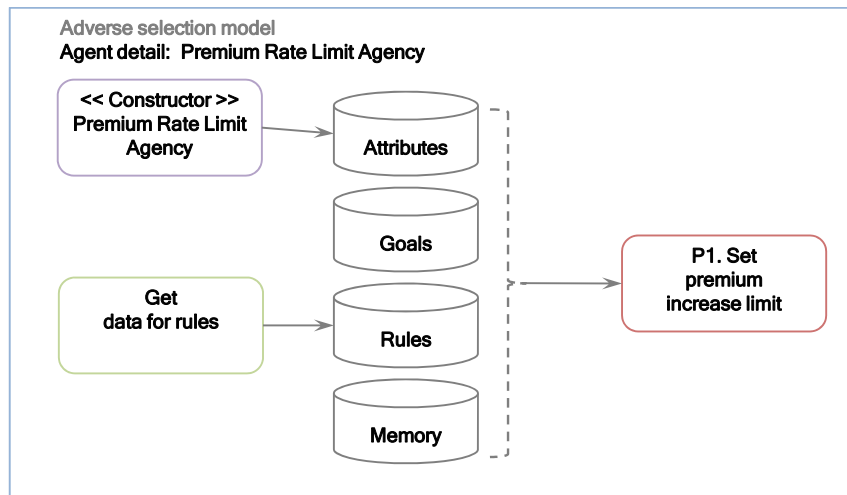 Adverse selection model
Agent detail:  Premium Rate Limit Agency
<< Constructor >>
Premium Rate Limit
Agency
Attributes
Goals
P1. Set
premium
increase limit
Get
data for rules
Rules
Memory